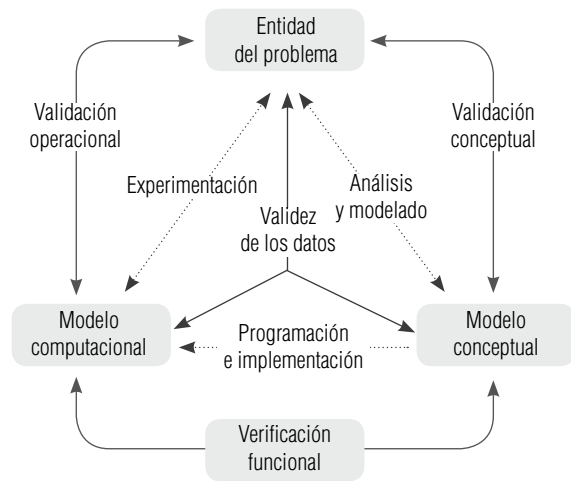 Entidad
del problema
Validación
operacional
Validación
conceptual
Experimentación
Análisis
y modelado
Validez
de los datos
Modelo
computacional
Programación
e implementación
Modelo
conceptual
Verificación
funcional